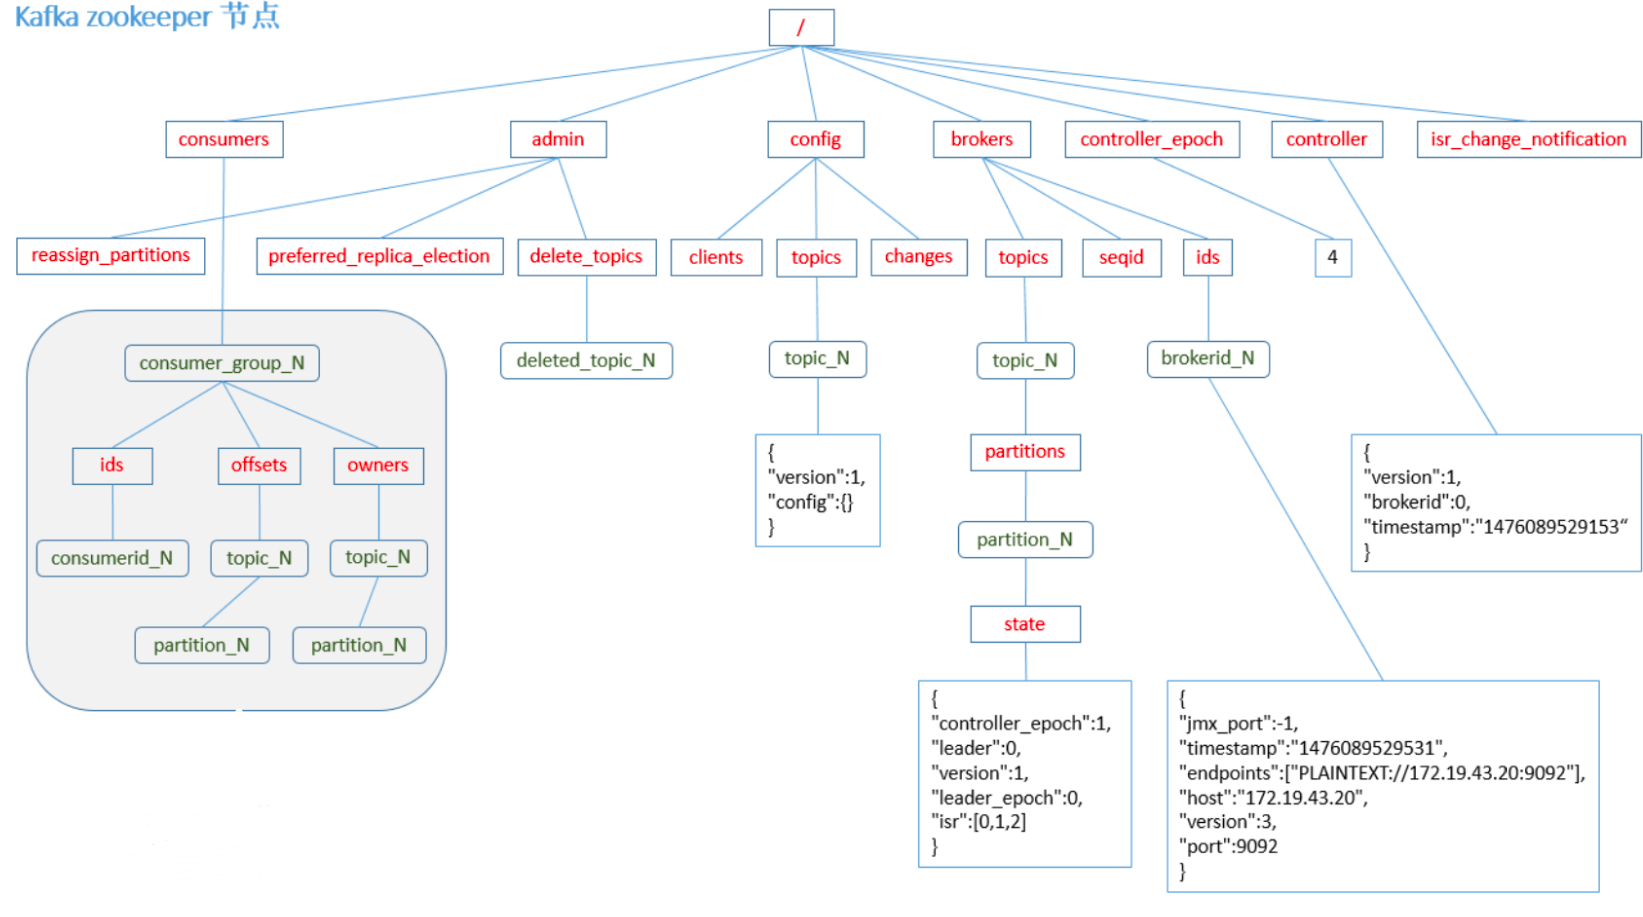 Kafka zookeeper 节点
/
consumers
admin
config
brokers
controller_epoch
controller
isr_change_notification
reassign_partitions
preferred_replica_election
delete_topics
clients
topics
changes
topics
seqid
ids
4
consumer_group_N
deleted_topic_N
topic_N
topic_N
brokerid_N
ids
offsets
owners
{
"version":1,
"config":{}
}
partitions
{
"version":1,
"brokerid":0,
"timestamp":"1476089529153“
}
consumerid_N
topic_N
topic_N
partition_N
partition_N
partition_N
state
{
"controller_epoch":1,
"leader":0,
"version":1,
"leader_epoch":0,
"isr":[0,1,2]
}
{
"jmx_port":-1,
"timestamp":"1476089529531",
"endpoints":["PLAINTEXT://172.19.43.20:9092"],
"host":"172.19.43.20",
"version":3,
"port":9092
}